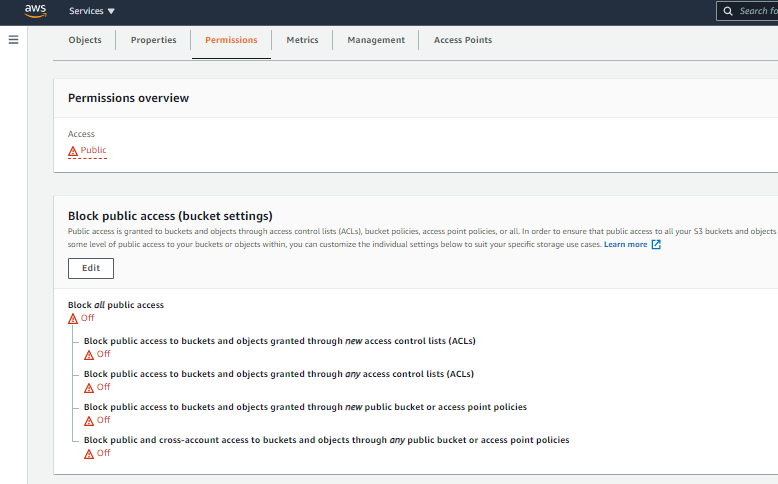 aws Services Search fo
Objects Properties Permissions Metrics Management Access Points
Permissions overview
Access
Public
Block public access (bucket settings)
Public access is granted to buckets and objects through access control lists (ACLs), bucket policies, access point policies, or all. In order to ensure that public access to all your S3 buckets and objects
some level of public access to your buckets or objects within, you can customize the individual settings below to suit your specific storage use cases. Learn more
Edit
Block all public access
Off
Block public access to buckets and objects granted through new access control lists (ACLs)
Off
Block public access to buckets and objects granted through any access control lists (ACLs)
Off
Block public access to buckets and objects granted through new public bucket or access point policies
Off
Block public and cross-account access to buckets and objects through any public bucket or access point policies
Off